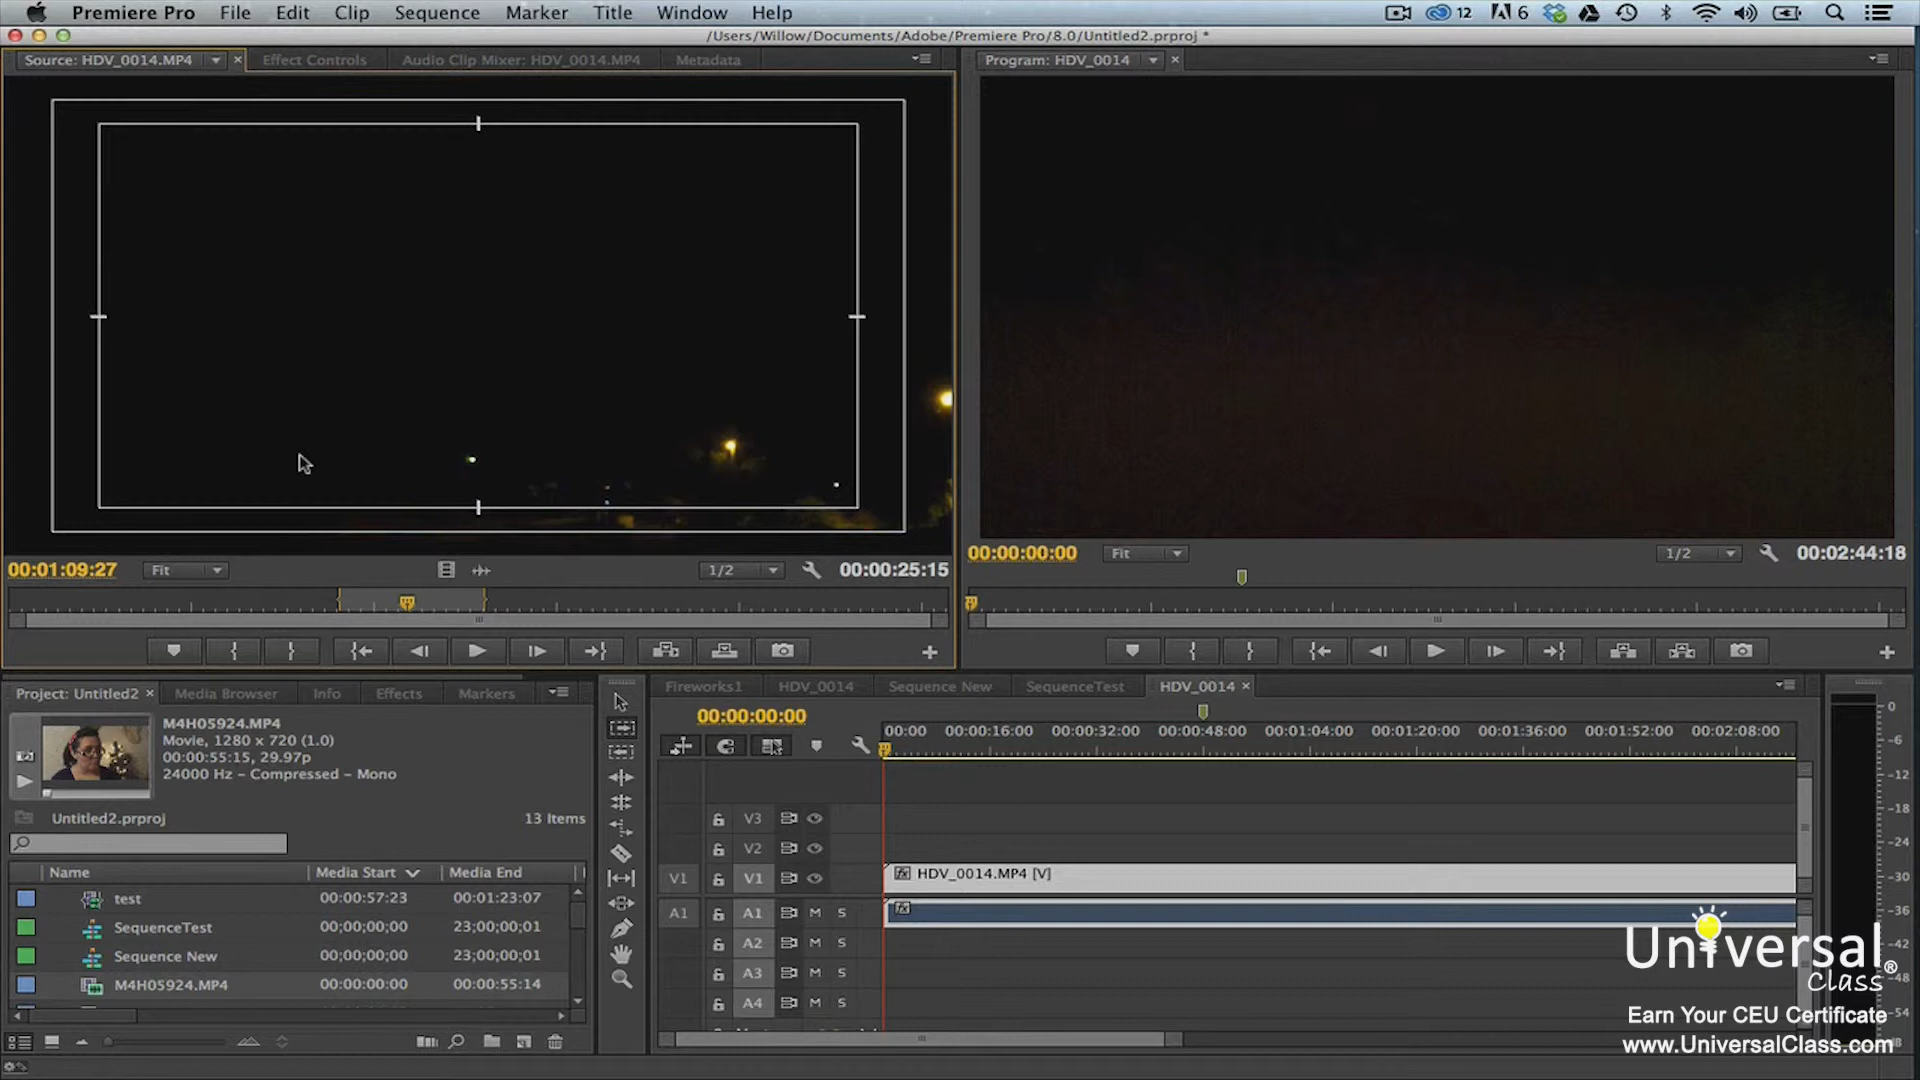 Premiere Pro File Edit Clip Sequence Marker Title Window Help 12 6
/Users/Willow/Documents/Adobe/Premiere Pro/8.0/Untitled2.prproj *
Source: HDV_0014.MP4 Effect Controls Audio Clip Mixer: HDV_0014.MP4 Metadata
Program: HDV_0014
00:01:09:27 Fit 1/2 00:00:25:15
00:00:00:00 Fit 1/2 00:02:44:18
Project: Untitled2 Media Browser Info Effects Markers
M4H05924.MP4
Movie, 1280 x 720 (1.0)
00:00:55:15, 29.97p
24000 Hz - Compressed - Mono
Untitled2.prproj 13 Items
Name Media Start Media End
test 00:00:57:23 00:01:23:07
SequenceTest 00;00;00;00 23;00;00;01
Sequence New 00;00;00;00 23;00;00;01
M4H05924.MP4 00:00:00:00 00:00:55:14
Fireworks1 HDV_0014 Sequence New SequenceTest HDV_0014
00:00:00:00
00:00 00:00:16:00 00:00:32:00 00:00:48:00 00:01:04:00 00:01:20:00 00:01:36:00 00:01:52:00 00:02:08:00
V3
V2
V1 V1 HDV_0014.MP4 [V]
A1 A1 M S
A2 M S
A3 M S
A4 M S
0
-6
-12
-18
-24
-30
-36
-42
-48
-54
Universal
Class®
Earn Your CEU Certificate
www.UniversalClass.com